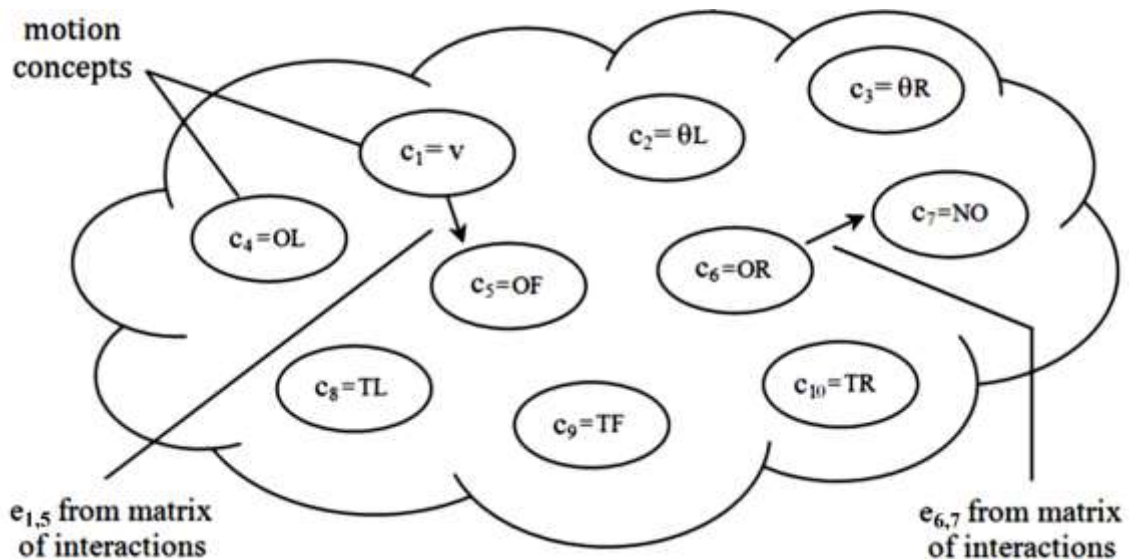 motion
concepts
c₃= θR
c₂= θL
c₁= v
c₇=NO
c₄=OL
c₆=OR
c₅=OF
c₈=TL
c₁₀=TR
c₉=TF
e₁,₅ from matrix
of interactions
e₆,₇ from matrix
of interactions